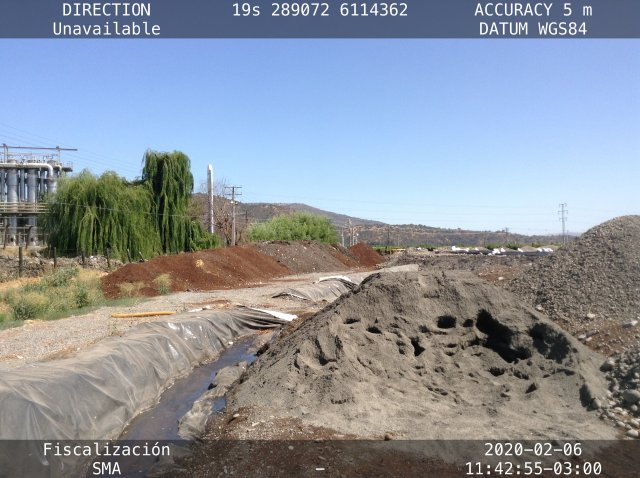 DIRECTION
Unavailable
19s 289072 6114362
ACCURACY 5 m
DATUM WGS84
Fiscalización
SMA
-
2020-02-06
11:42:55-03:00